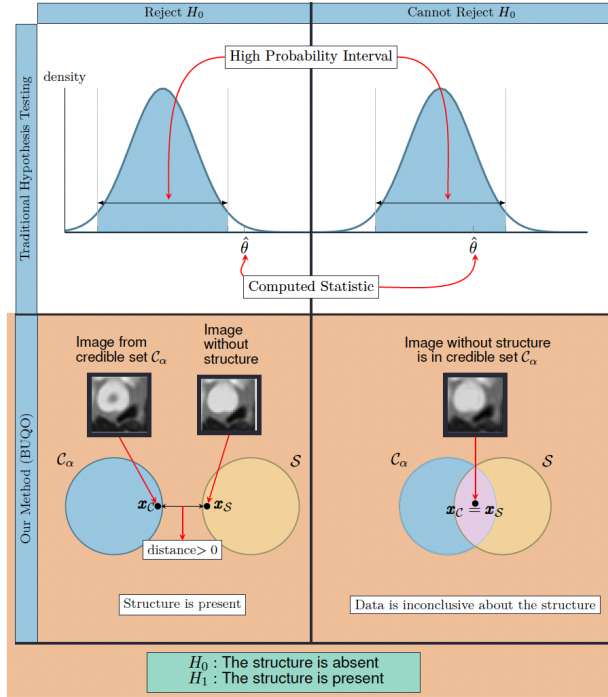 Reject H₀
Cannot Reject H₀
Traditional Hypothesis Testing
High Probability Interval
density
θ̂
θ̂
Computed Statistic
Our Method (BUQO)
Image from
credible set 𝒞α
Image
without
structure
Image without structure
is in credible set 𝒞α
𝒞α
𝒮
𝒙𝒞
𝒙𝒮
distance> 0
Structure is present
𝒞α
𝒮
𝒙𝒞 = 𝒙𝒮
Data is inconclusive about the structure
H₀ : The structure is absent
H₁ : The structure is present